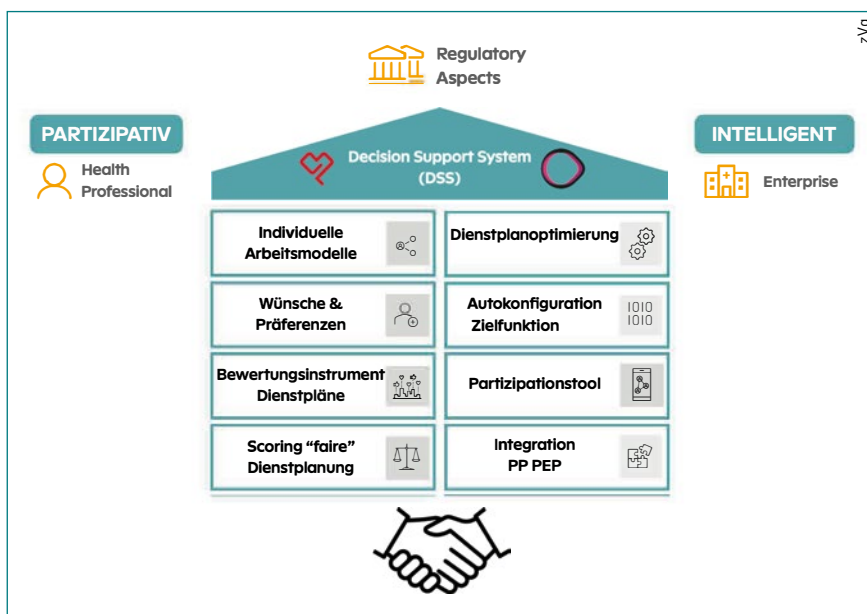 zVg
Regulatory
Aspects
PARTIZIPATIV
Health
Professional
INTELLIGENT
Enterprise
Decision Support System
(DSS)
Individuelle
Arbeitsmodelle
Dienstplanoptimierung
Wünsche &
Präferenzen
Autokonfiguration
Zielfunktion
1010
1010
Bewertungsinstrument
Dienstpläne
Partizipationstool
Scoring “faire”
Dienstplanung
Integration
PP PEP